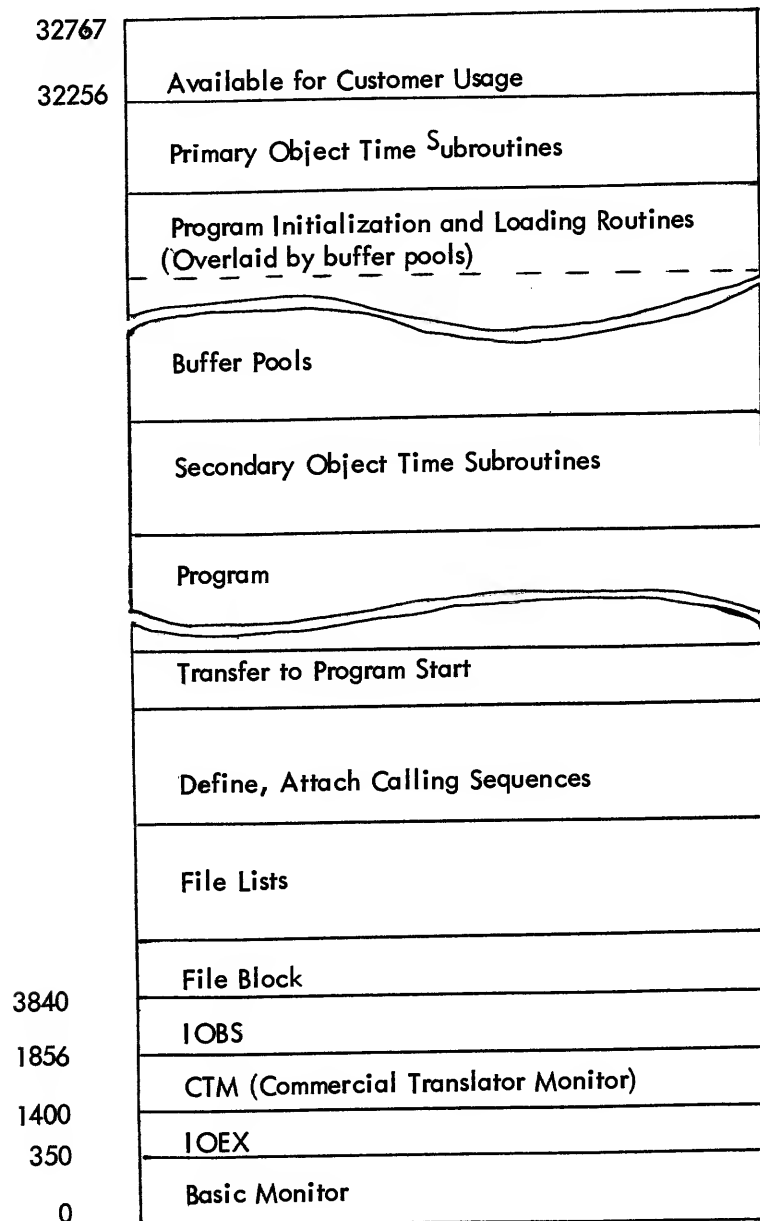 32767
Available for Customer Usage
32256
Primary Object Time Subroutines
Program Initialization and Loading Routines
(Overlaid by buffer pools)
Buffer Pools
Secondary Object Time Subroutines
Program
Transfer to Program Start
Define, Attach Calling Sequences
File Lists
File Block
3840
IOBS
1856
CTM (Commercial Translator Monitor)
1400
IOEX
350
Basic Monitor
0